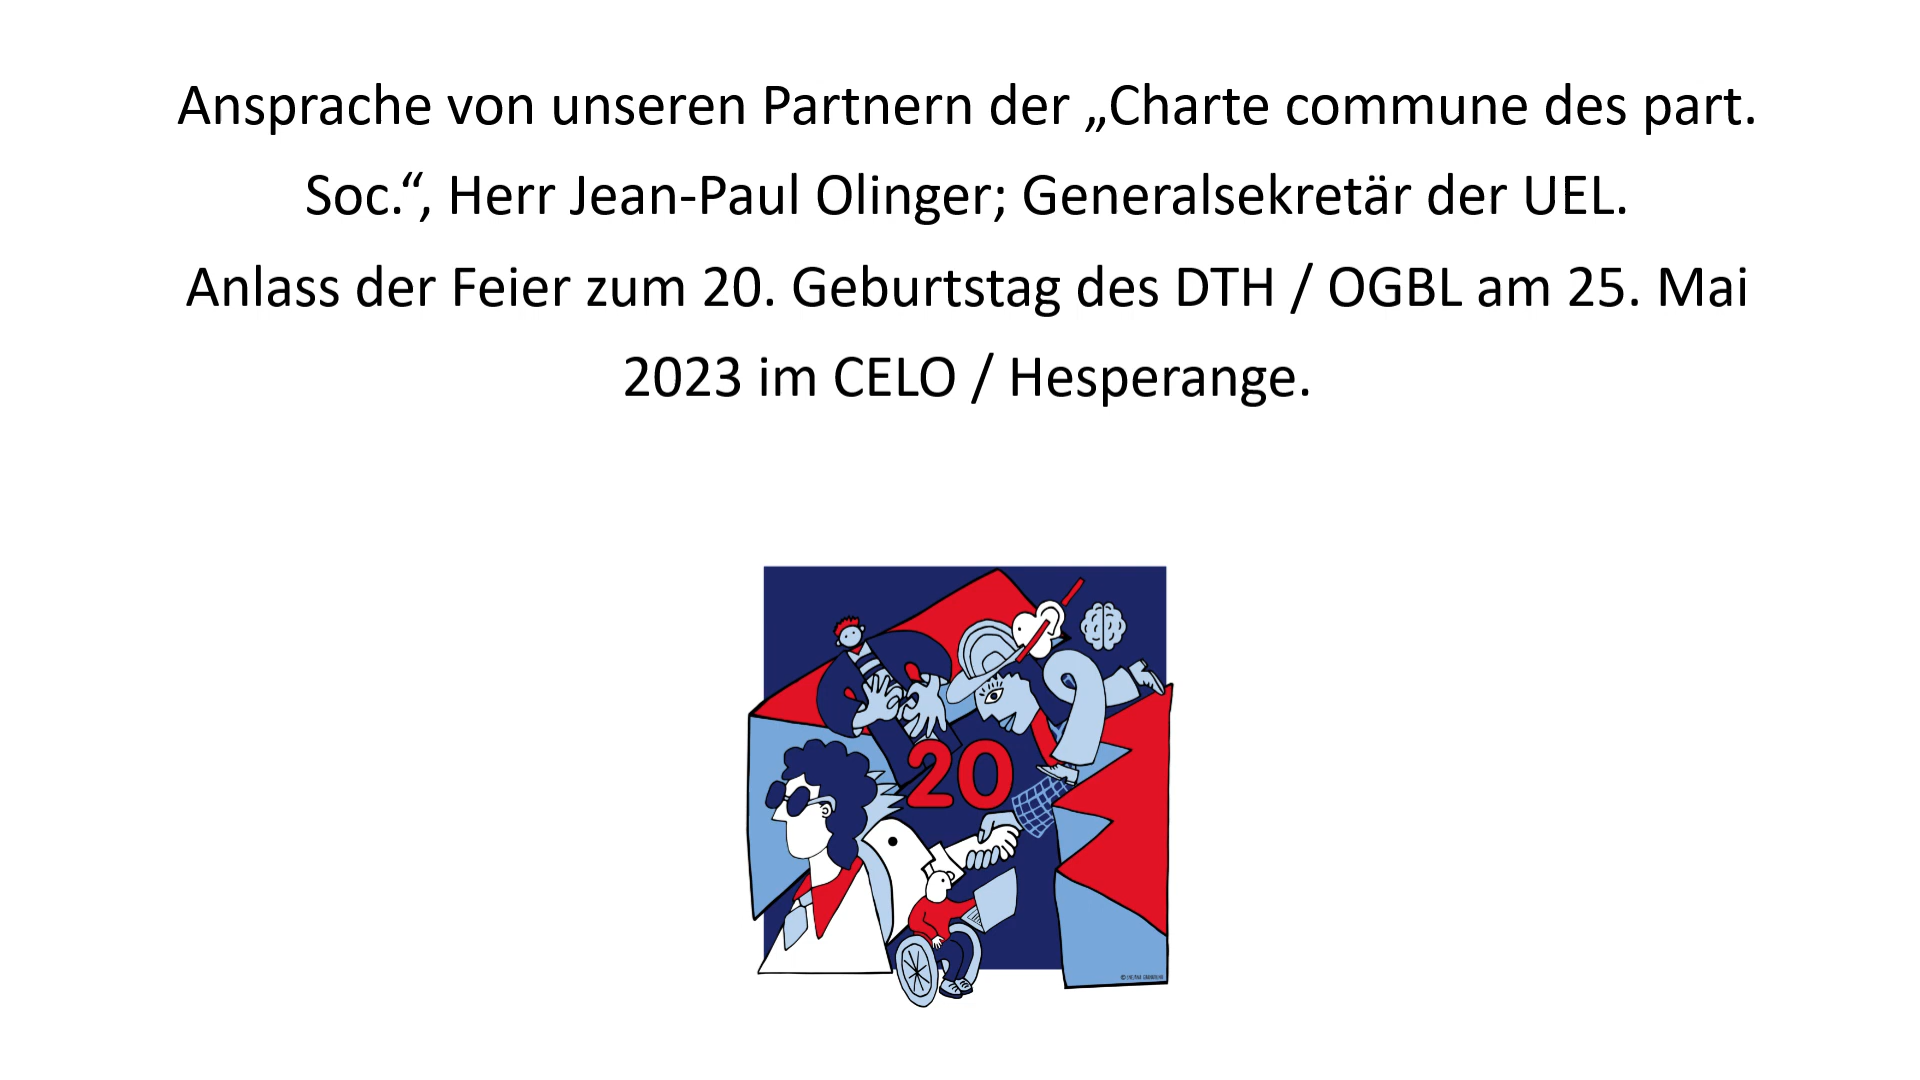 Ansprache von unseren Partnern der „Charte commune des part.
Soc.“, Herr Jean-Paul Olinger; Generalsekretär der UEL.
Anlass der Feier zum 20. Geburtstag des DTH / OGBL am 25. Mai
2023 im CELO / Hesperange.
20